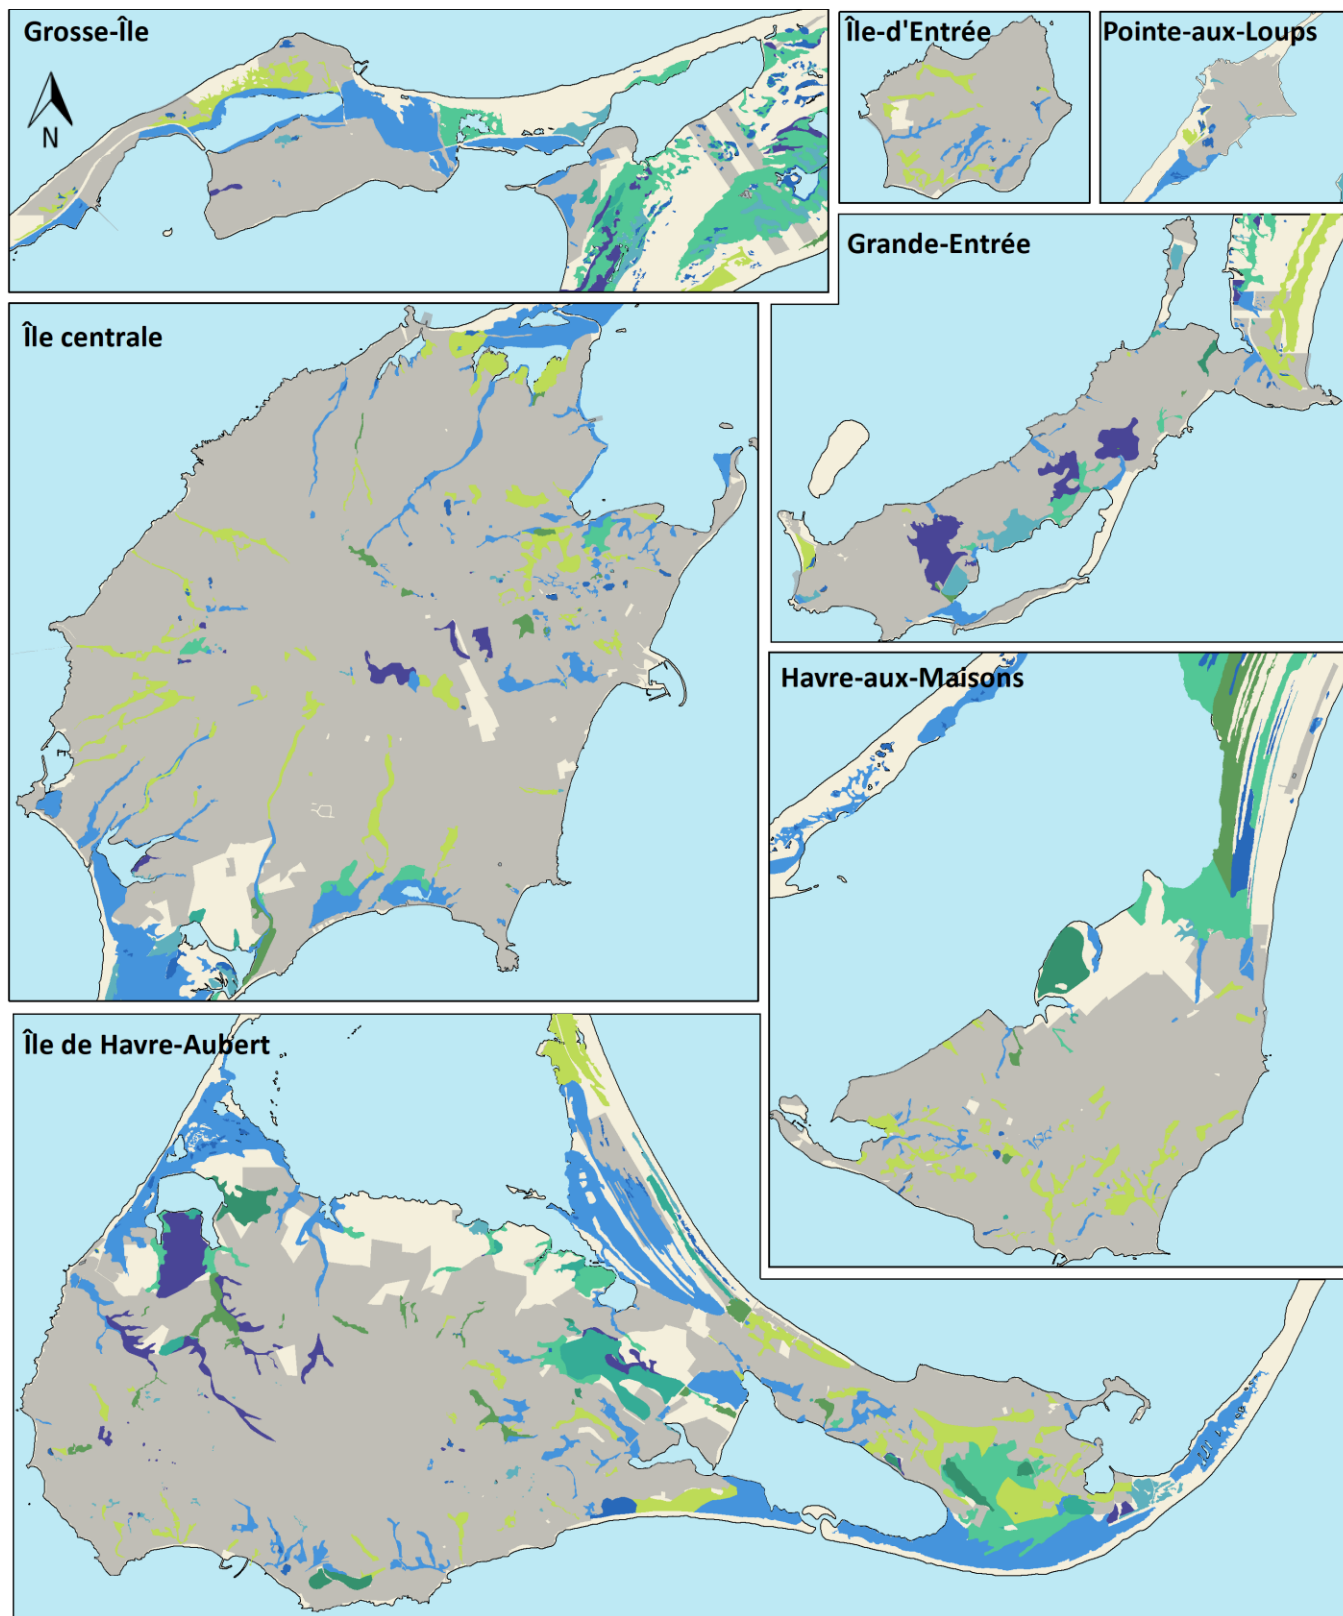 Grosse-Île
Île-d'Entrée
Pointe-aux-Loups
N
Grande-Entrée
Île centrale
Havre-aux-Maisons
Île de Havre-Aubert